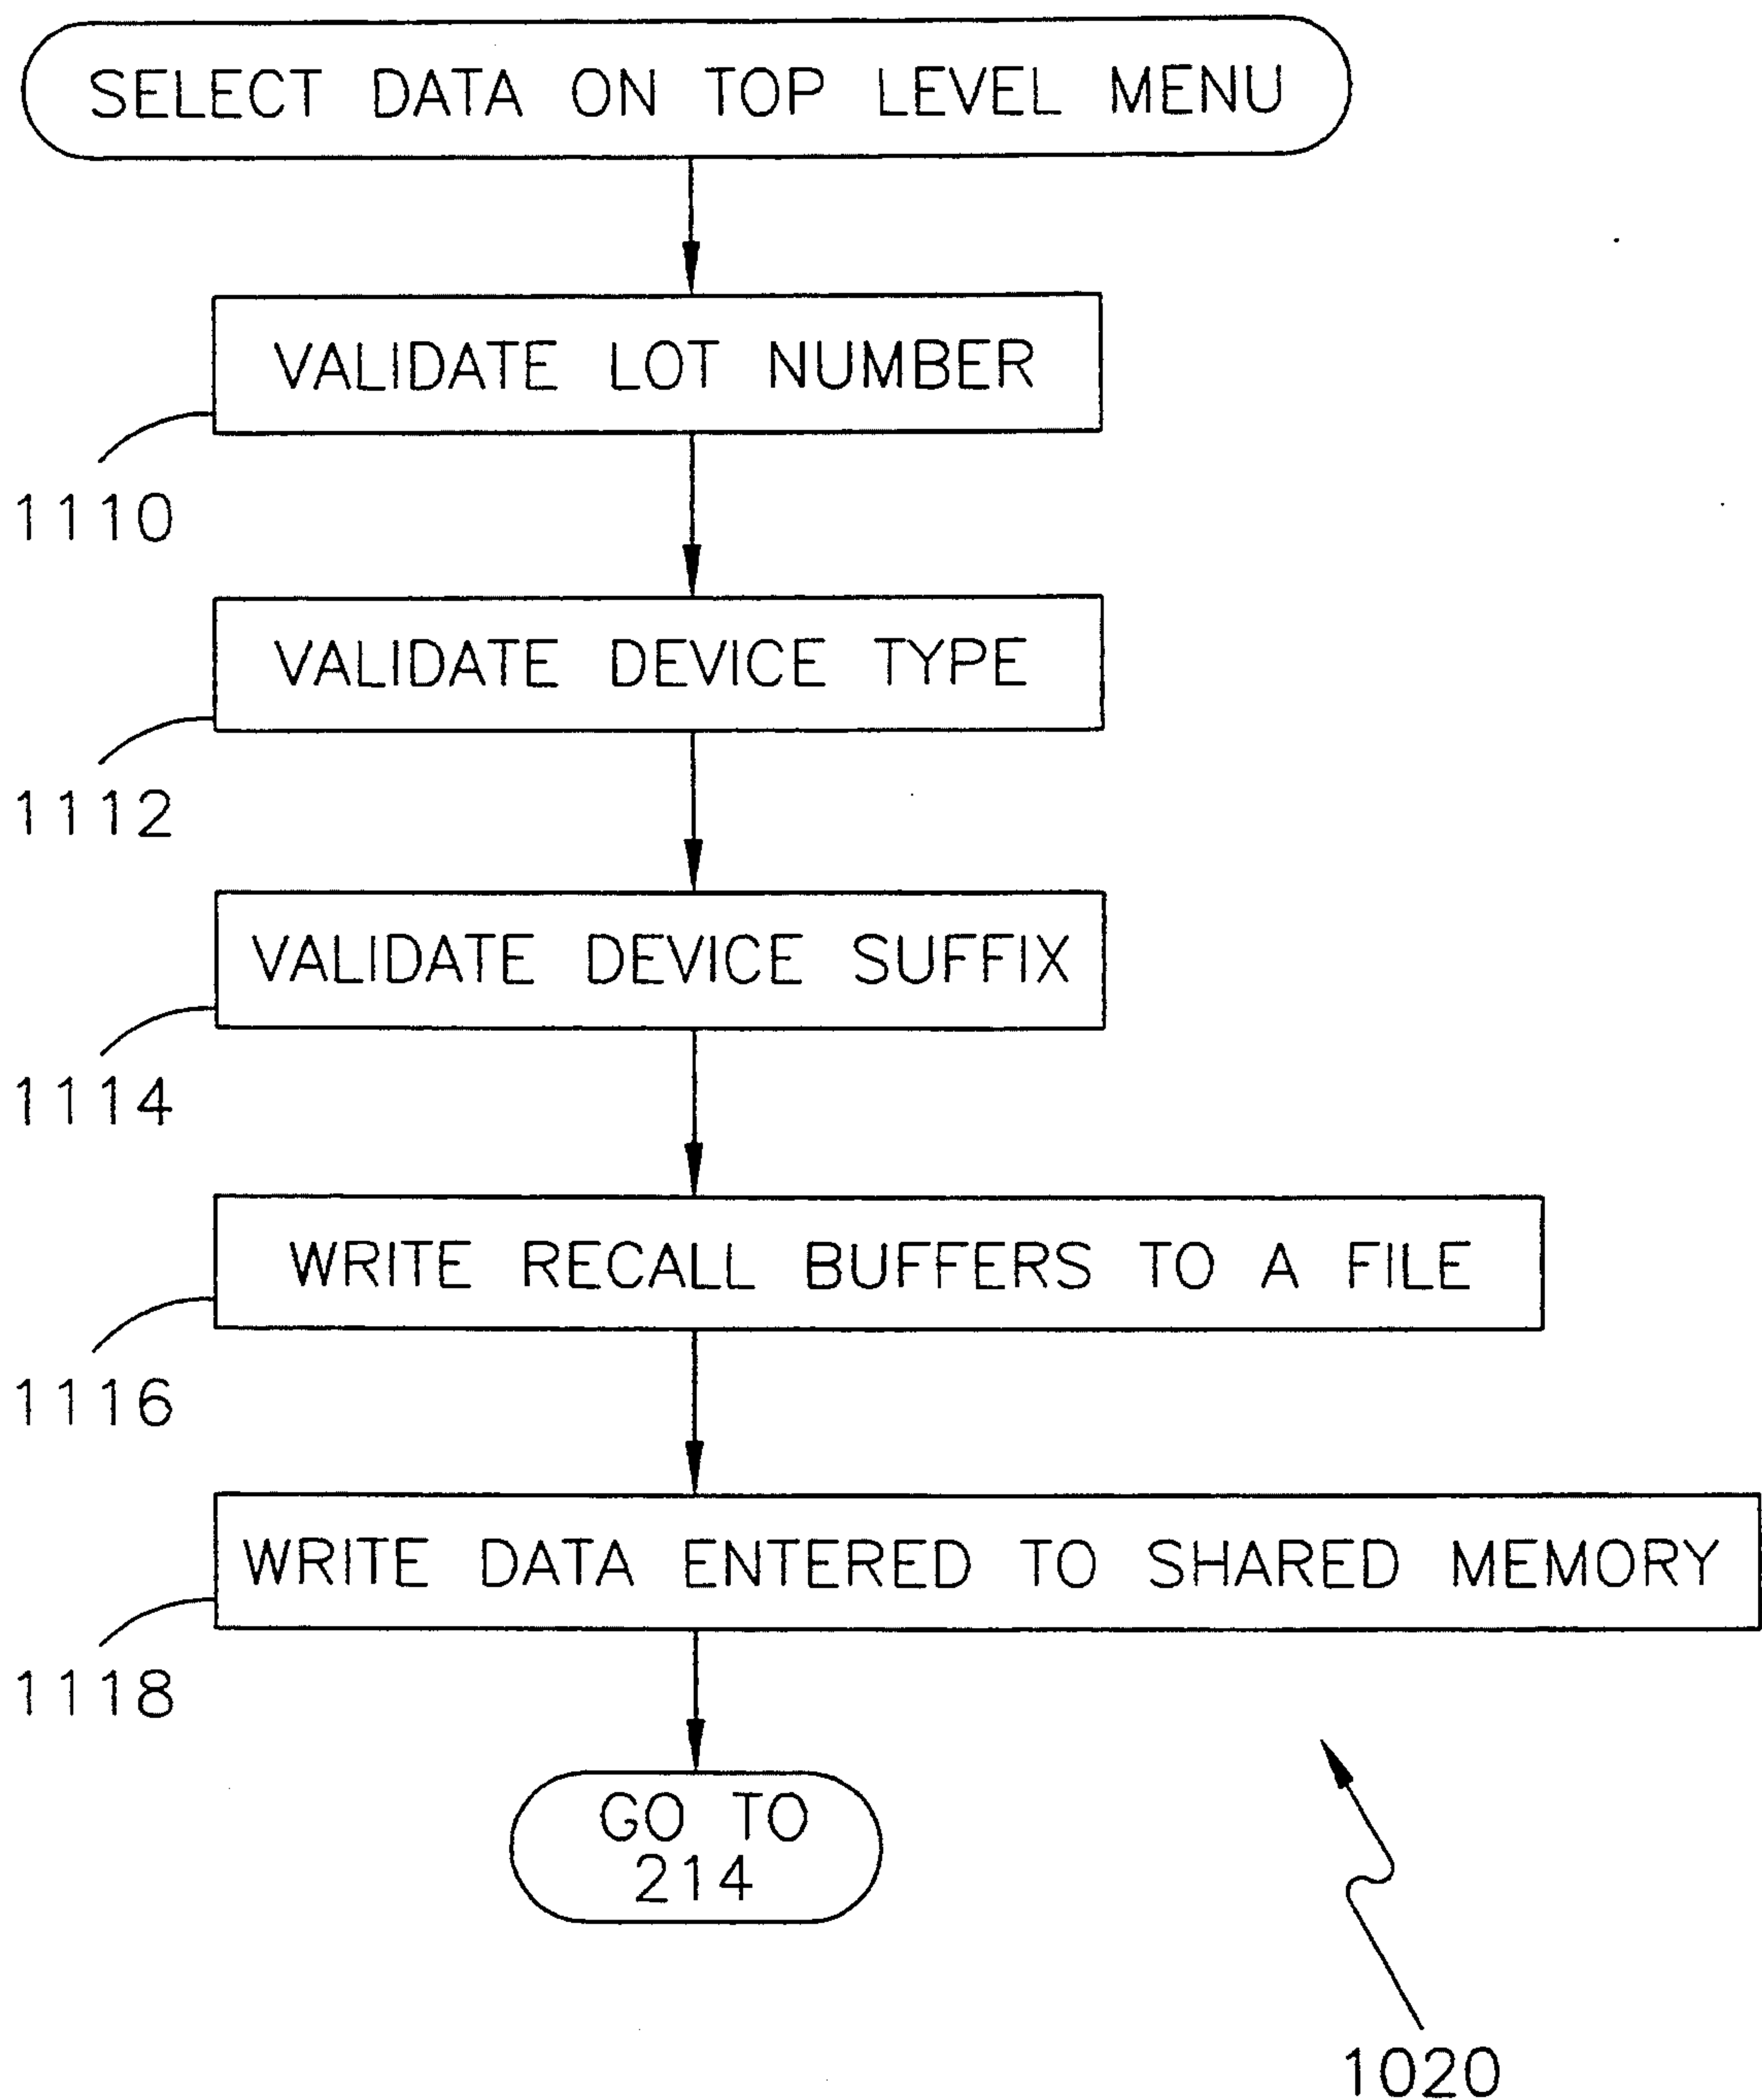 SELECT DATA ON TOP LEVEL MENU
VALIDATE LOT NUMBER
1110
VALIDATE DEVICE TYPE
1112
VALIDATE DEVICE SUFFIX
1114
WRITE RECALL BUFFERS TO A FILE
1116
WRITE DATA ENTERED TO SHARED MEMORY
1118
GO TO
214
1020